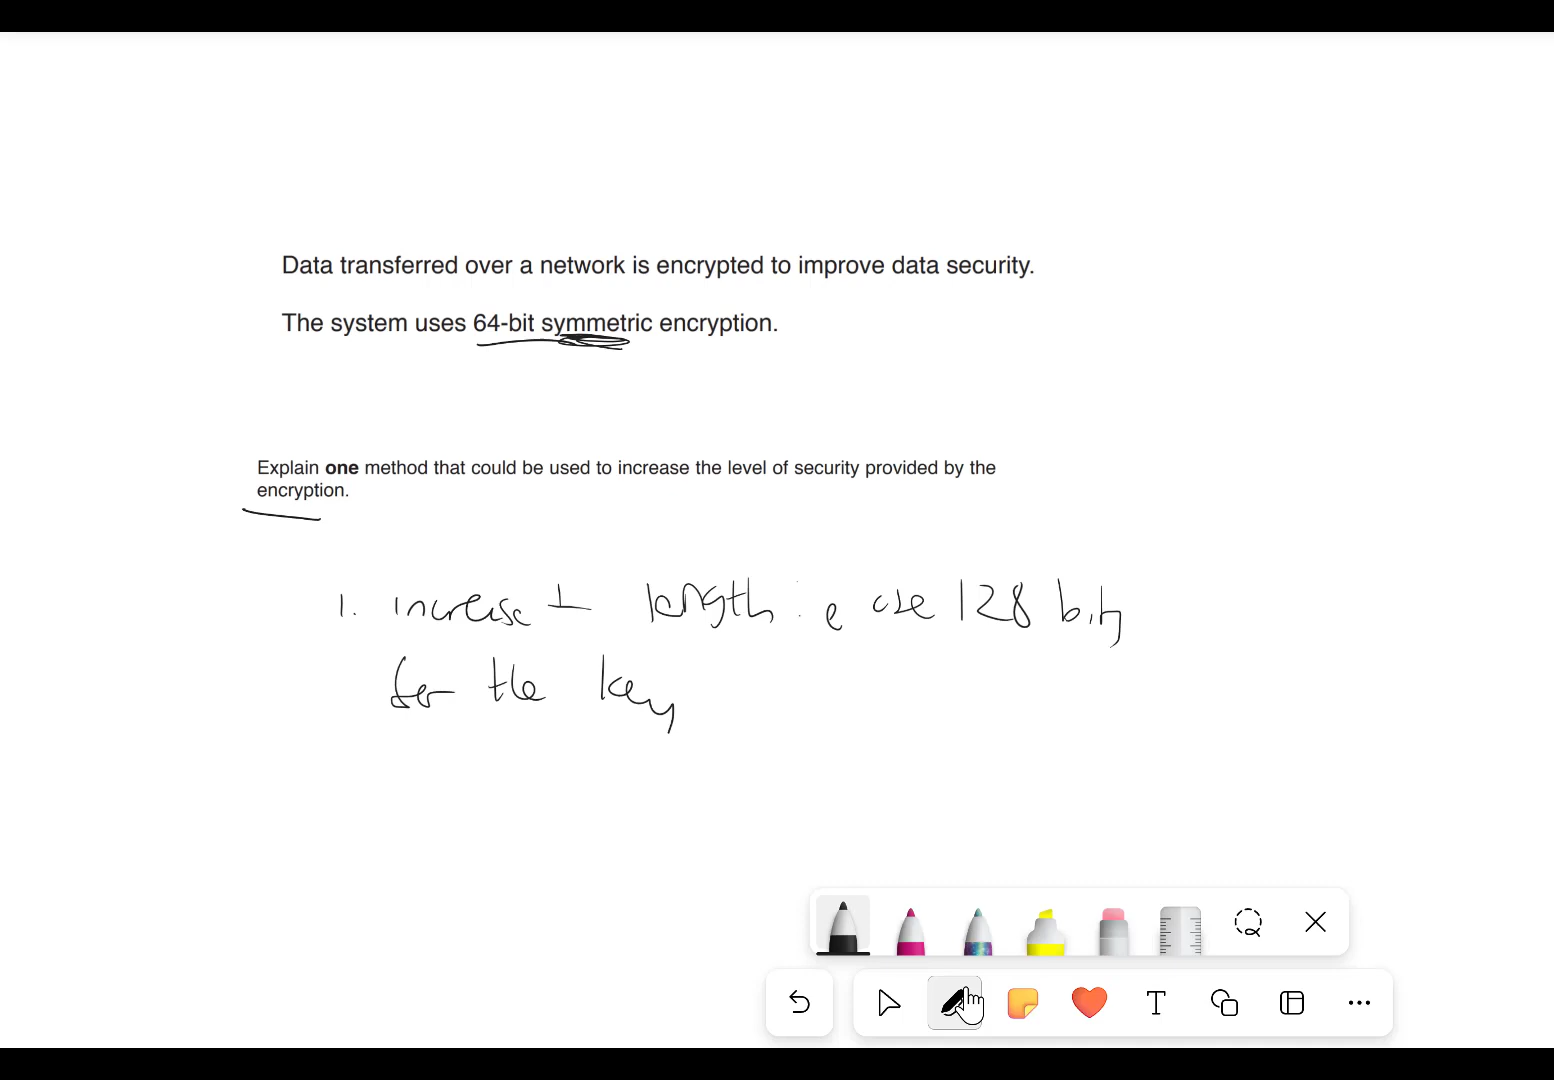 Data transferred over a network is encrypted to improve data security.
The system uses 64-bit symmetric encryption.
Explain one method that could be used to increase the level of security provided by the
encryption.
1. increase length i.e use 128 bits
for the key
T